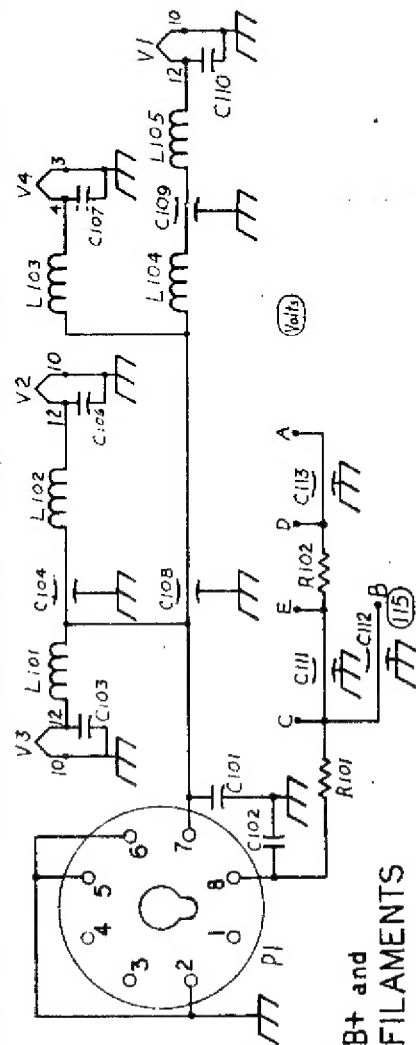 B+ and
FILAMENTS
P1
1
2
3
4
5
6
7
8
V3
10
12
L101
C103
C104
L102
V2
12
10
C106
L103
V4
4
3
C107
C108
L104
C109
L105
V1
12
10
C110
C101
C102
R101
C
C111
E
R102
D
C113
A
C112
B
115
Volts